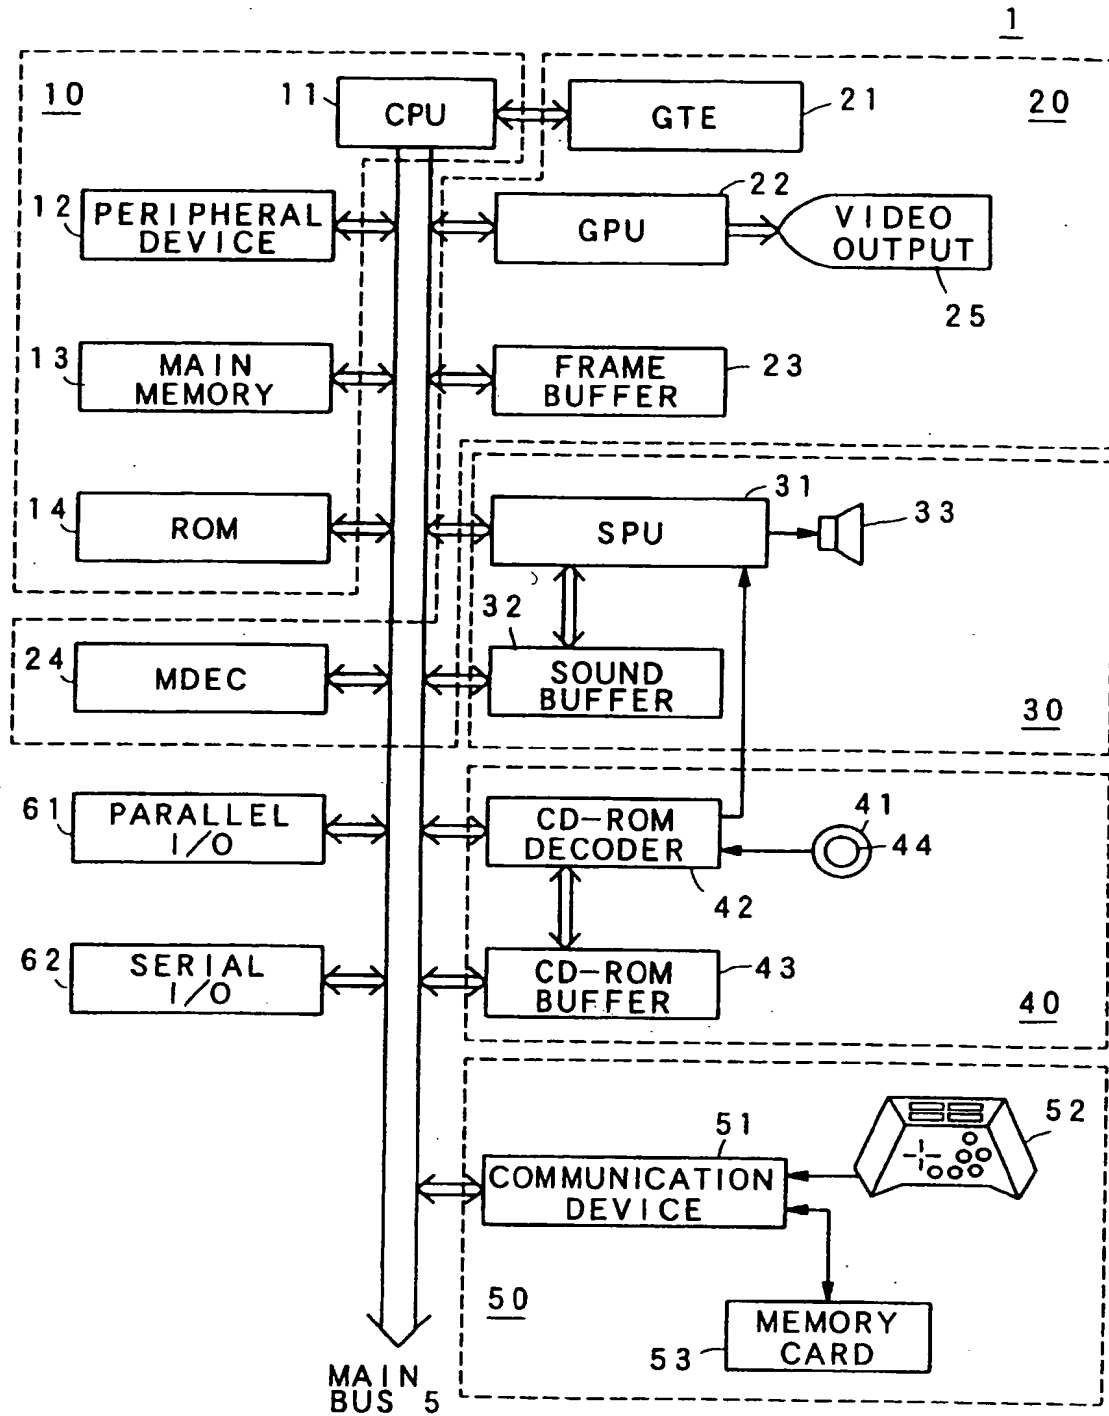 1
10
11
CPU
GTE
21
20
12
PERIPHERAL
DEVICE
22
GPU
VIDEO
OUTPUT
25
13
MAIN
MEMORY
FRAME
BUFFER
23
14
ROM
31
SPU
33
32
24
MDEC
SOUND
BUFFER
30
61
PARALLEL
I/O
CD-ROM
DECODER
41
44
42
62
SERIAL
I/O
CD-ROM
BUFFER
43
40
51
52
COMMUNICATION
DEVICE
50
MEMORY
CARD
53
MAIN
BUS 5